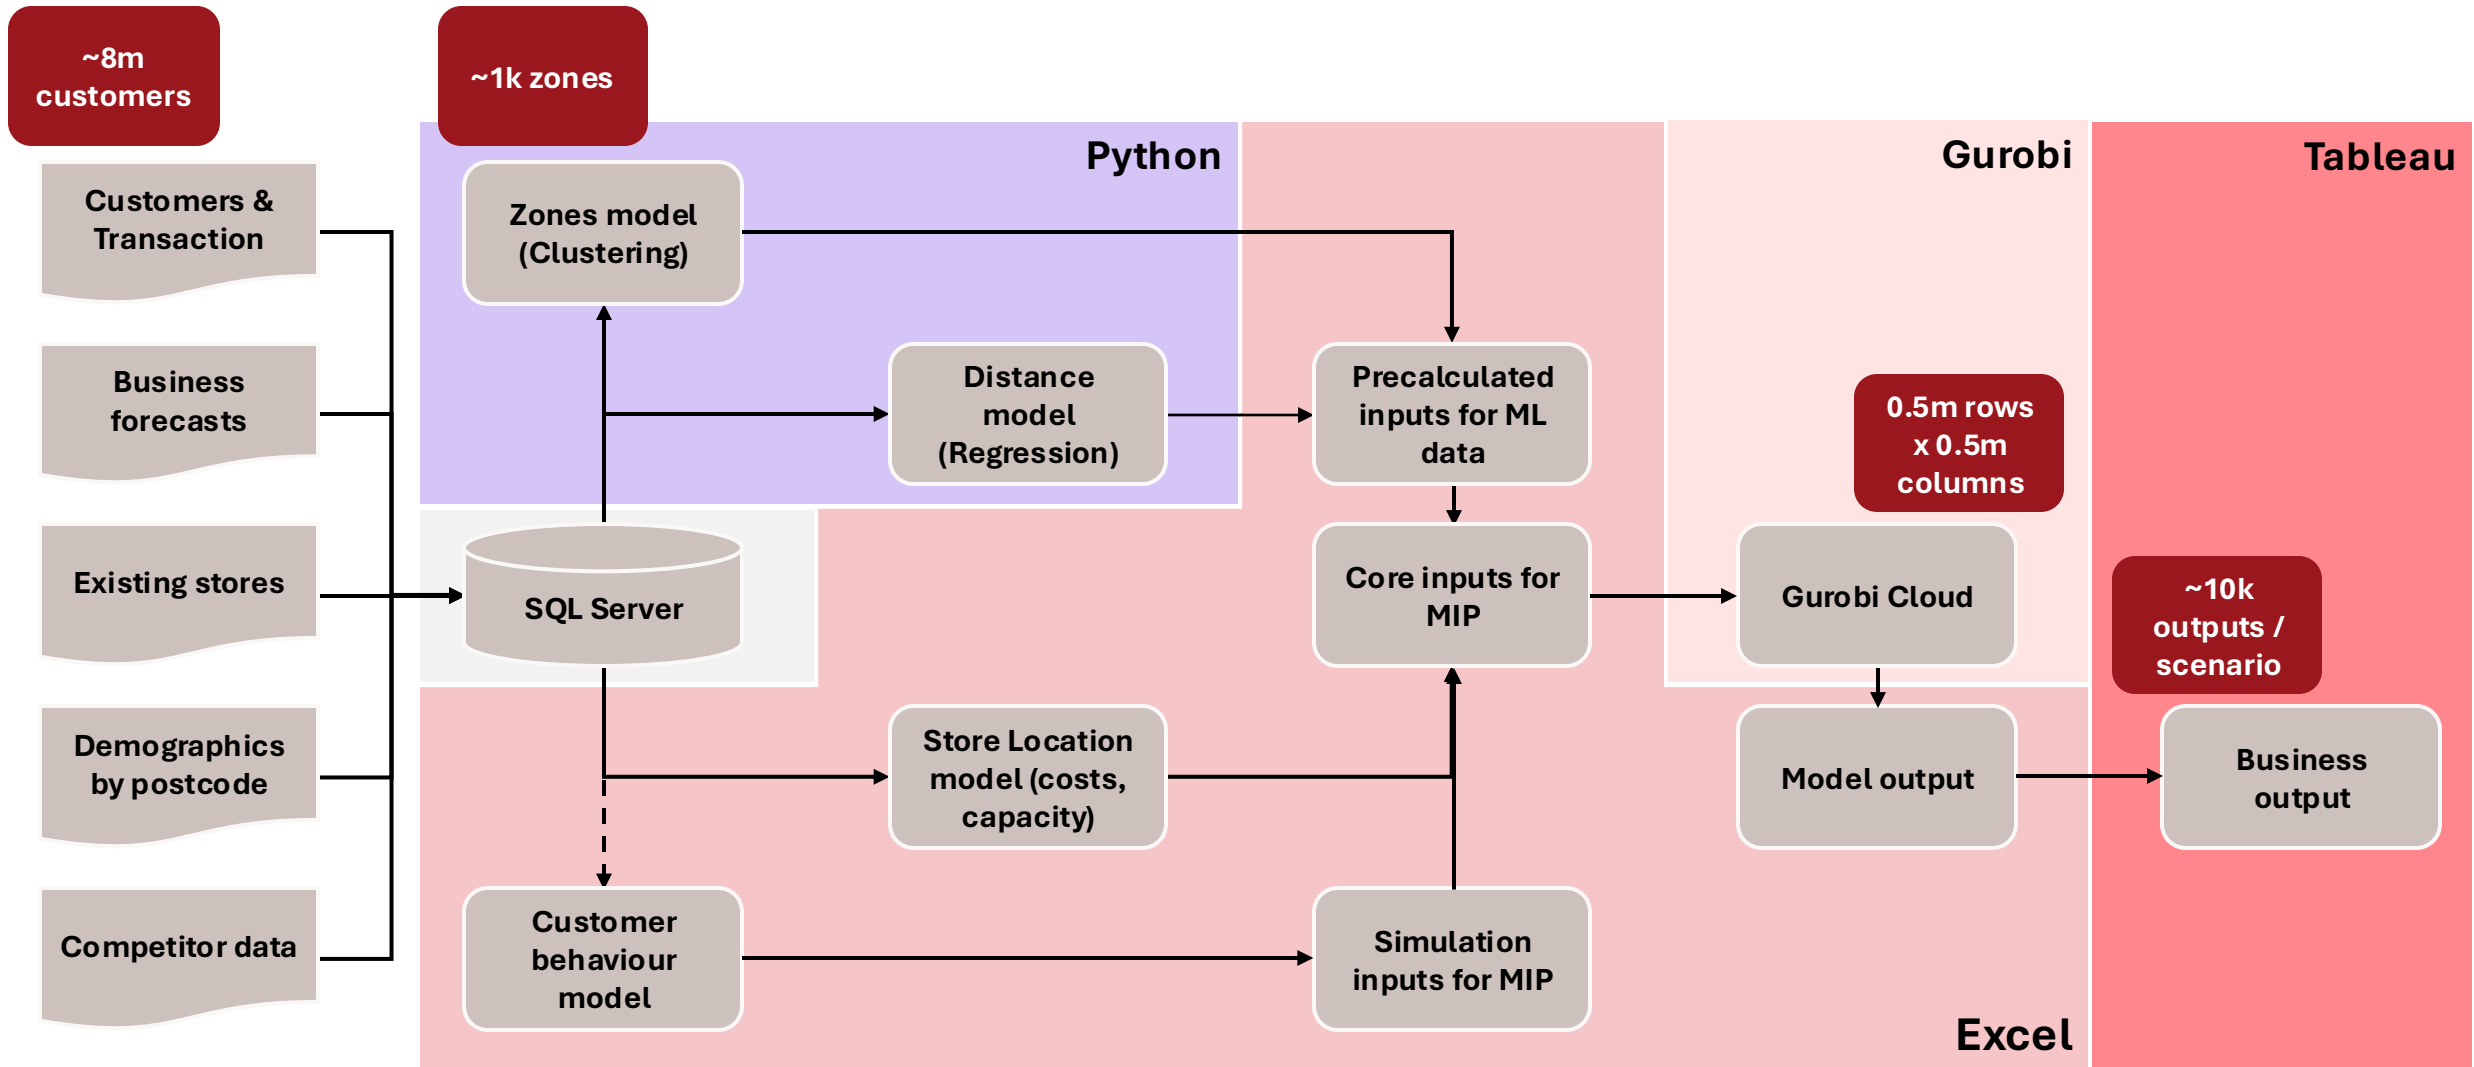 ~8m
customers
~1k zones
Python
Gurobi
Tableau
Customers &
Transaction
Zones model
(Clustering)
Business
forecasts
Distance
model
(Regression)
Precalculated
inputs for ML
data
0.5m rows
x 0.5m
columns
Existing stores
SQL Server
Core inputs for
MIP
Gurobi Cloud
~10k
outputs /
scenario
Demographics
by postcode
Store Location
model (costs,
capacity)
Model output
Business
output
Competitor data
Customer
behaviour
model
Simulation
inputs for MIP
Excel